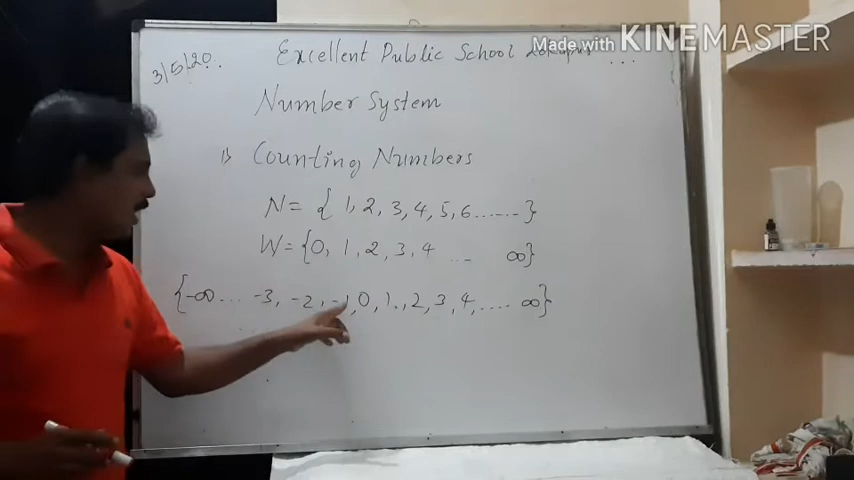 3/5/20.
Excellent Public School
Made with KINEMASTER
Number System
1) Counting Numbers
N= { 1, 2, 3, 4, 5, 6 ....... }
W= {0, 1, 2, 3, 4 .... ∞}
{-∞ ... -3, -2, -1, 0, 1, 2, 3, 4, .... ∞}